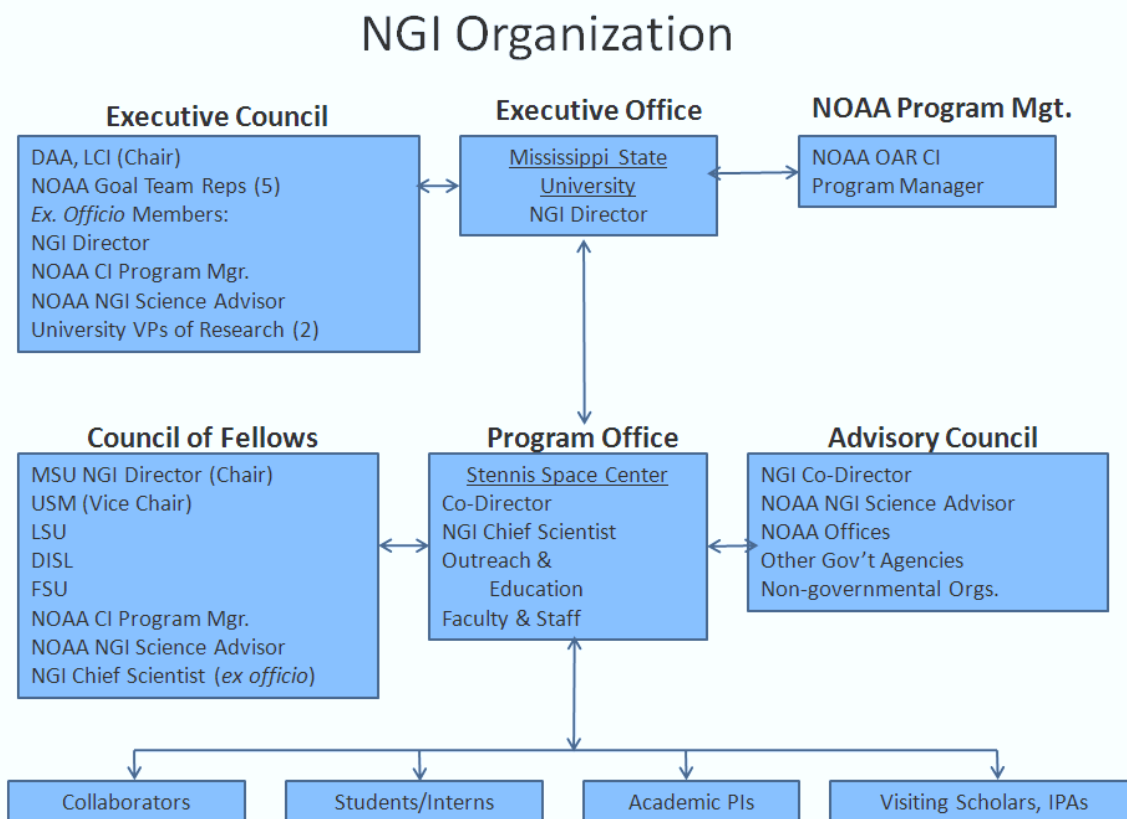 NGI Organization
Executive Council
DAA, LCI (Chair)
NOAA Goal Team Reps (5)
Ex. Officio Members:
NGI Director
NOAA CI Program Mgr.
NOAA NGI Science Advisor
University VPs of Research (2)
Executive Office
Mississippi State
University
NGI Director
NOAA Program Mgt.
NOAA OAR CI
Program Manager
Council of Fellows
MSU NGI Director (Chair)
USM (Vice Chair)
LSU
DISL
FSU
NOAA CI Program Mgr.
NOAA NGI Science Advisor
NGI Chief Scientist (ex officio)
Program Office
Stennis Space Center
Co-Director
NGI Chief Scientist
Outreach &
Education
Faculty & Staff
Advisory Council
NGI Co-Director
NOAA NGI Science Advisor
NOAA Offices
Other Gov’t Agencies
Non-governmental Orgs.
Collaborators
Students/Interns
Academic PIs
Visiting Scholars, IPAs